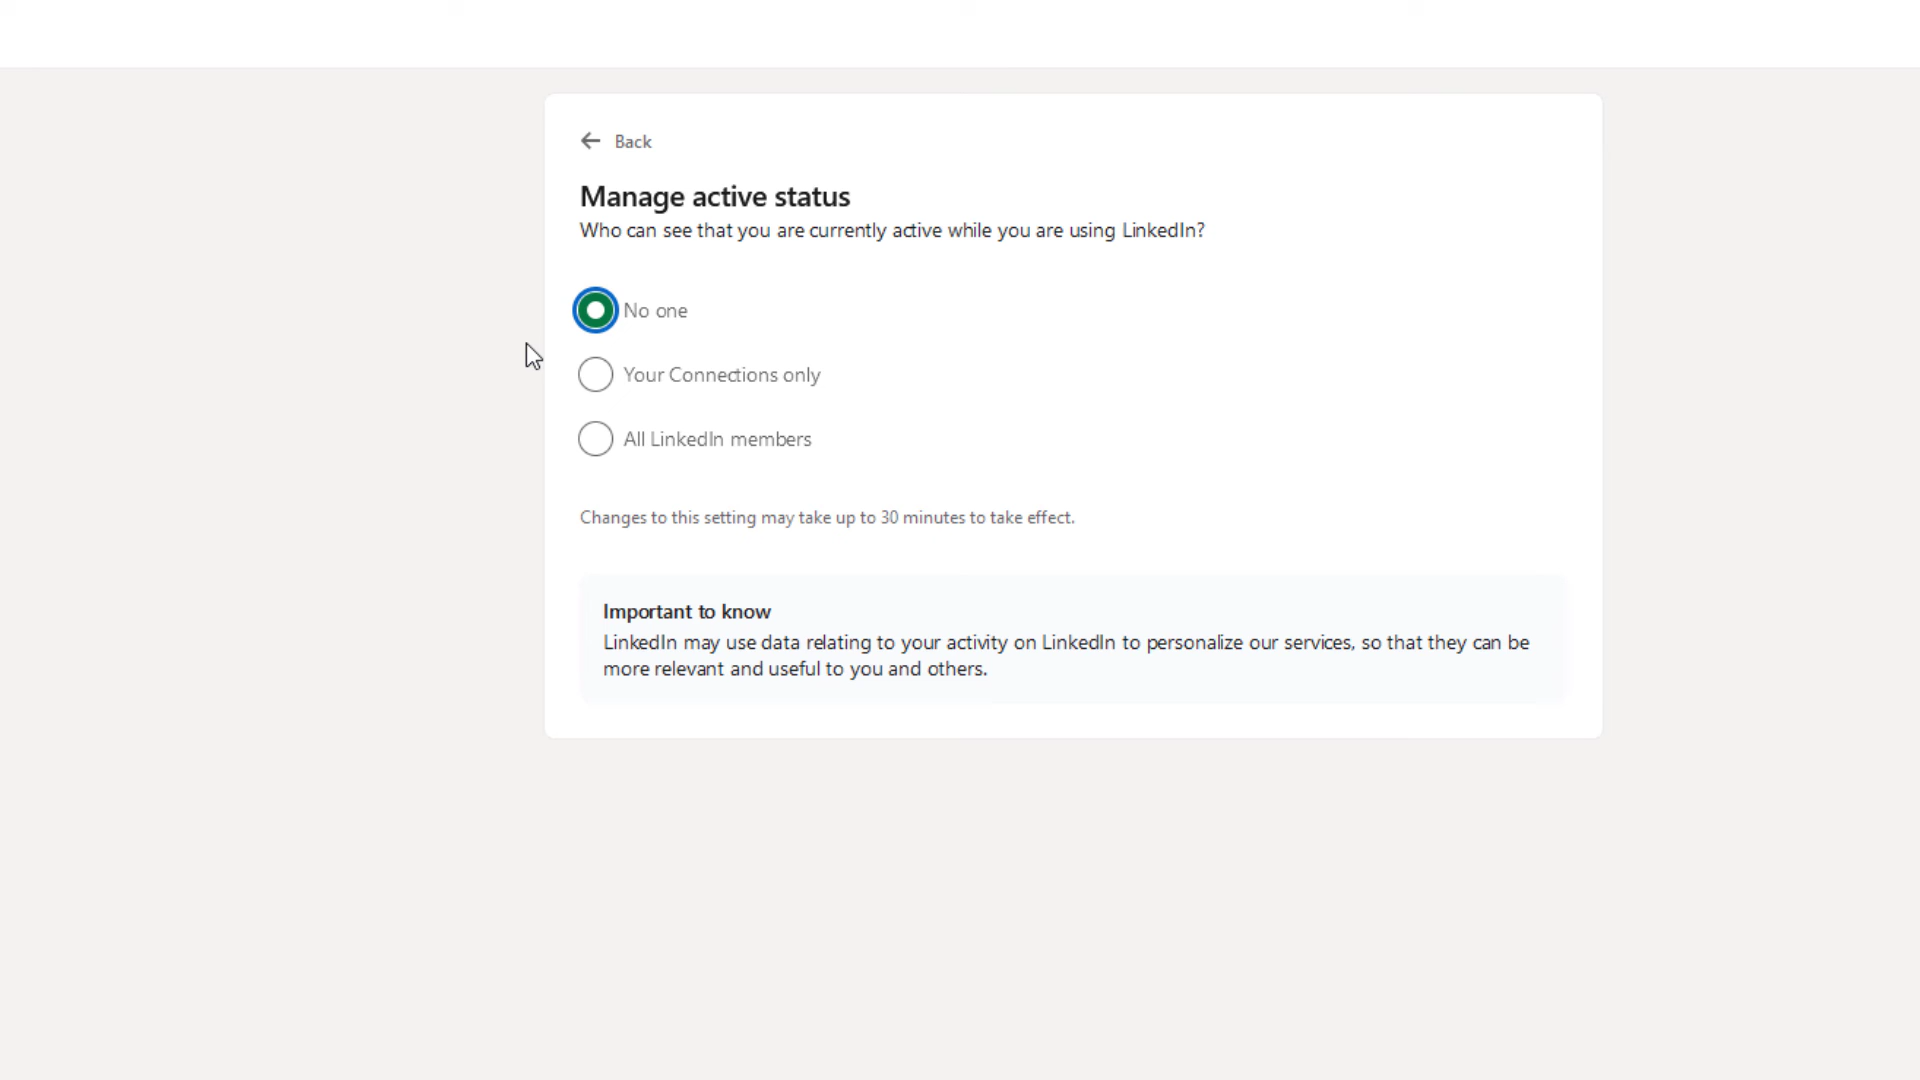 Back
Manage active status
Who can see that you are currently active while you are using LinkedIn?
No one
Your Connections only
All LinkedIn members
Changes to this setting may take up to 30 minutes to take effect.
Important to know
LinkedIn may use data relating to your activity on LinkedIn to personalize our services, so that they can be
more relevant and useful to you and others.